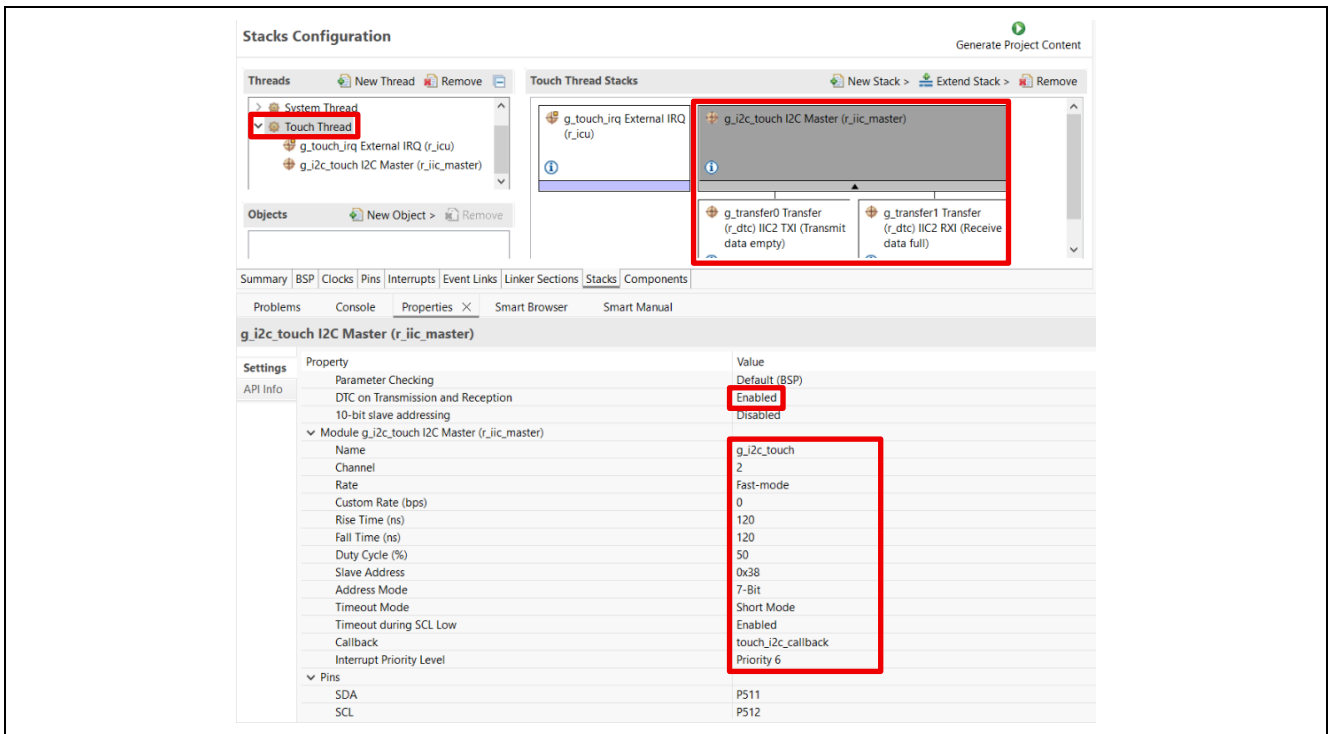 Stacks Configuration
Generate Project Content
Threads
New Thread
Remove
Touch Thread Stacks
New Stack >
Extend Stack >
Remove
System Thread
Touch Thread
g_touch_irq External IRQ (r_icu)
g_i2c_touch I2C Master (r_iic_master)
Objects
New Object >
Remove
g_touch_irq External IRQ
(r_icu)
g_i2c_touch I2C Master (r_iic_master)
g_transfer0 Transfer
(r_dtc) IIC2 TXI (Transmit
data empty)
g_transfer1 Transfer
(r_dtc) IIC2 RXI (Receive
data full)
Summary BSP Clocks Pins Interrupts Event Links Linker Sections Stacks Components
Problems Console Properties Smart Browser Smart Manual
g_i2c_touch I2C Master (r_iic_master)
Settings
API Info
Property Value
Parameter Checking Default (BSP)
DTC on Transmission and Reception Enabled
10-bit slave addressing Disabled
Module g_i2c_touch I2C Master (r_iic_master)
Name g_i2c_touch
Channel 2
Rate Fast-mode
Custom Rate (bps) 0
Rise Time (ns) 120
Fall Time (ns) 120
Duty Cycle (%) 50
Slave Address 0x38
Address Mode 7-Bit
Timeout Mode Short Mode
Timeout during SCL Low Enabled
Callback touch_i2c_callback
Interrupt Priority Level Priority 6
Pins
SDA P511
SCL P512